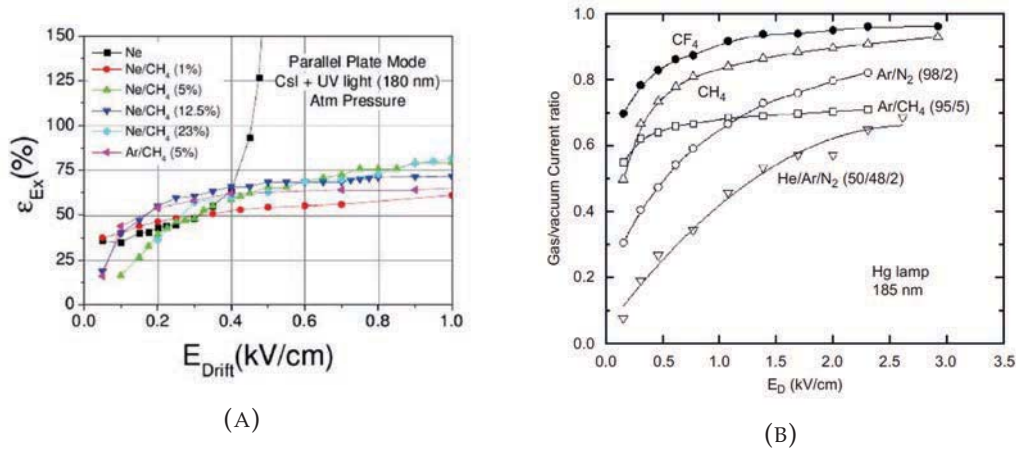 150
125
100
75
50
25
0
ε_Ex(%)
Ne
Ne/CH₄ (1%)
Ne/CH₄ (5%)
Ne/CH₄ (12.5%)
Ne/CH₄ (23%)
Ar/CH₄ (5%)
Parallel Plate Mode
CsI + UV light (180 nm)
Atm Pressure
0.0 0.2 0.4 0.6 0.8 1.0
E_Drift(kV/cm)
(A)
1.0
0.8
0.6
0.4
0.2
0.0
Gas/vacuum Current ratio
CF₄
CH₄
Ar/N₂ (98/2)
Ar/CH₄ (95/5)
He/Ar/N₂ (50/48/2)
Hg lamp
185 nm
0.0 0.5 1.0 1.5 2.0 2.5 3.0 3.5
E_D (kV/cm)
(B)